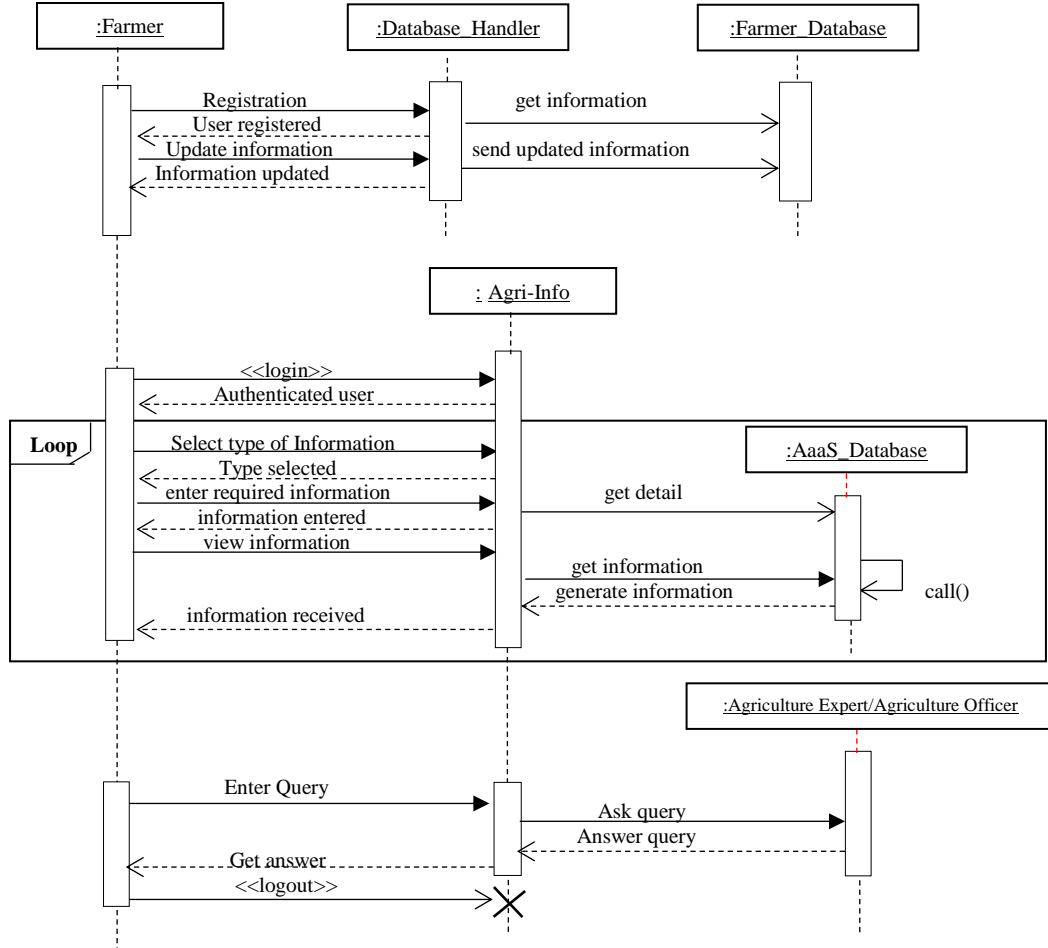 :Farmer
:Database_Handler
:Farmer_Database
Registration
get information
User registered
Update information
send updated information
Information updated
: Agri-Info
<<login>>
Authenticated user
Loop
Select type of Information
:AaaS_Database
Type selected
enter required information
get detail
information entered
view information
get information
generate information
call()
information received
:Agriculture Expert/Agriculture Officer
Enter Query
Ask query
Answer query
Get answer
<<logout>>